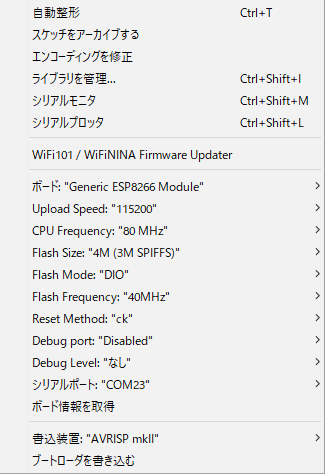 自動整形 Ctrl+T
スケッチをアーカイブする
エンコーディングを修正
ライブラリを管理... Ctrl+Shift+I
シリアルモニタ Ctrl+Shift+M
シリアルプロッタ Ctrl+Shift+L
WiFi101 / WiFiNINA Firmware Updater
ボード: "Generic ESP8266 Module"
Upload Speed: "115200"
CPU Frequency: "80 MHz"
Flash Size: "4M (3M SPIFFS)"
Flash Mode: "DIO"
Flash Frequency: "40MHz"
Reset Method: "ck"
Debug port: "Disabled"
Debug Level: "なし"
シリアルポート: "COM23"
ボード情報を取得
書込装置: "AVRISP mkII"
ブートローダを書き込む